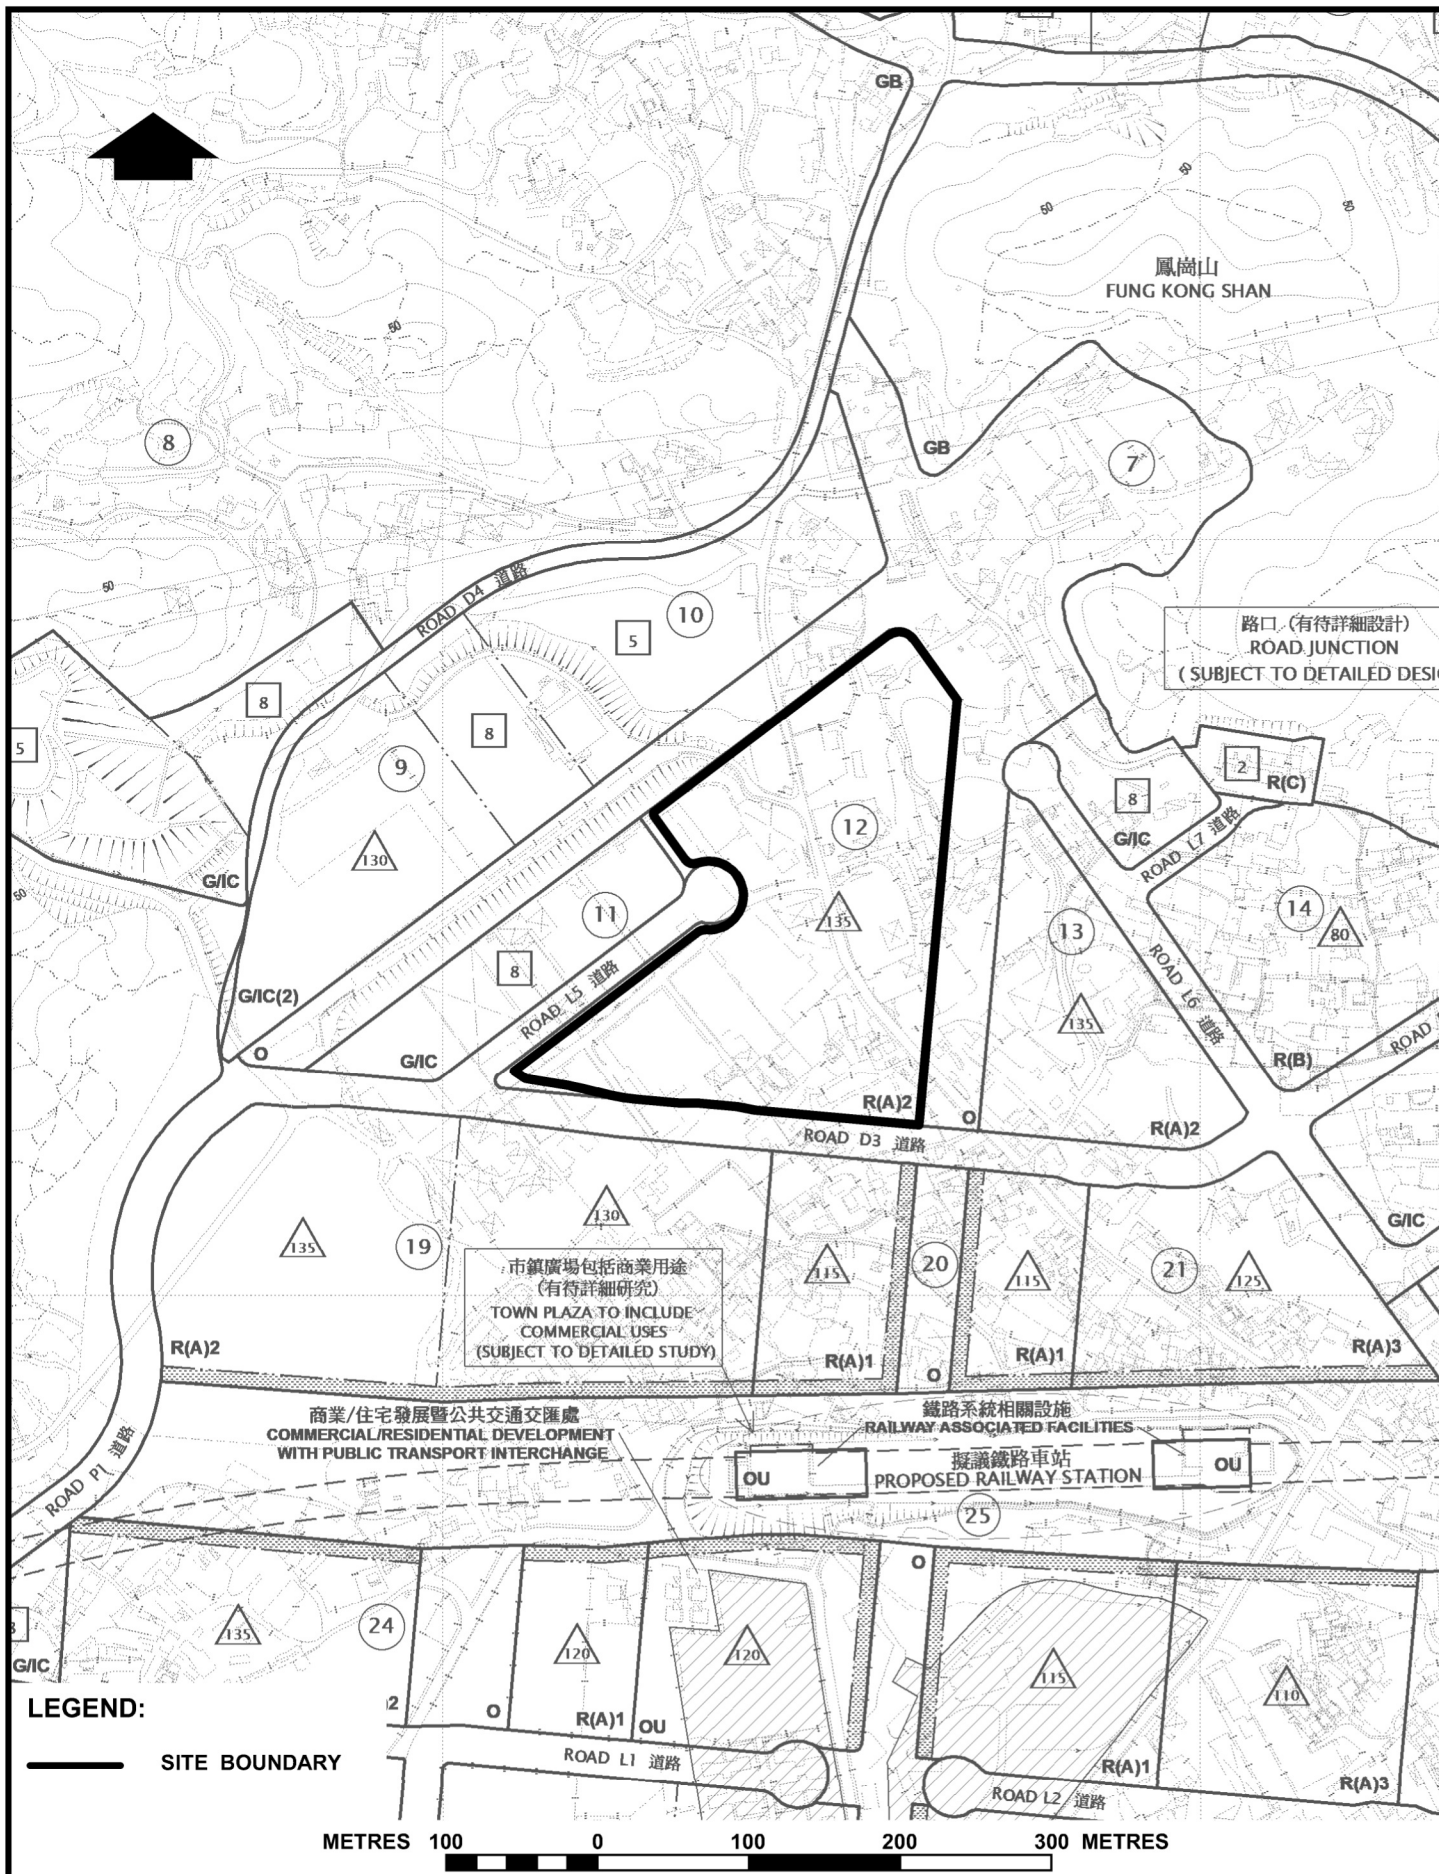 GB
50
50
50
鳳崗山
FUNG KONG SHAN
50
8
GB
7
50
ROAD D4 道路
10
5
路口 (有待詳細設計)
ROAD JUNCTION
( SUBJECT TO DETAILED
8
5
8
9
2
R(C)
8
G/IC
ROAD L7 道路
12
130
G/IC
50
11
135
13
14
80
8
ROAD L5 道路
ROAD L6 道路
G/IC(2)
135
O
G/IC
R(B)
ROAD
R(A)2
O
R(A)2
ROAD D3 道路
130
G/IC
135
19
20
115
115
21
125
市鎮廣場包括商業用途
(有待詳細研究)
TOWN PLAZA TO INCLUDE
COMMERCIAL USES
(SUBJECT TO DETAILED STUDY)
R(A)2
R(A)1
O
R(A)1
R(A)3
商業/住宅發展暨公共交通交匯處
COMMERCIAL/RESIDENTIAL DEVELOPMENT
WITH PUBLIC TRANSPORT INTERCHANGE
鐵路系統相關設施
RAILWAY ASSOCIATED FACILITIES
擬議鐵路車站
PROPOSED RAILWAY STATION
OU
OU
ROAD P1 道路
25
O
135
24
120
120
115
110
G/IC
O
R(A)1
OU
ROAD L1 道路
R(A)1
R(A)3
ROAD L2 道路
LEGEND:
SITE BOUNDARY
METRES 100 0 100 200 300 METRES